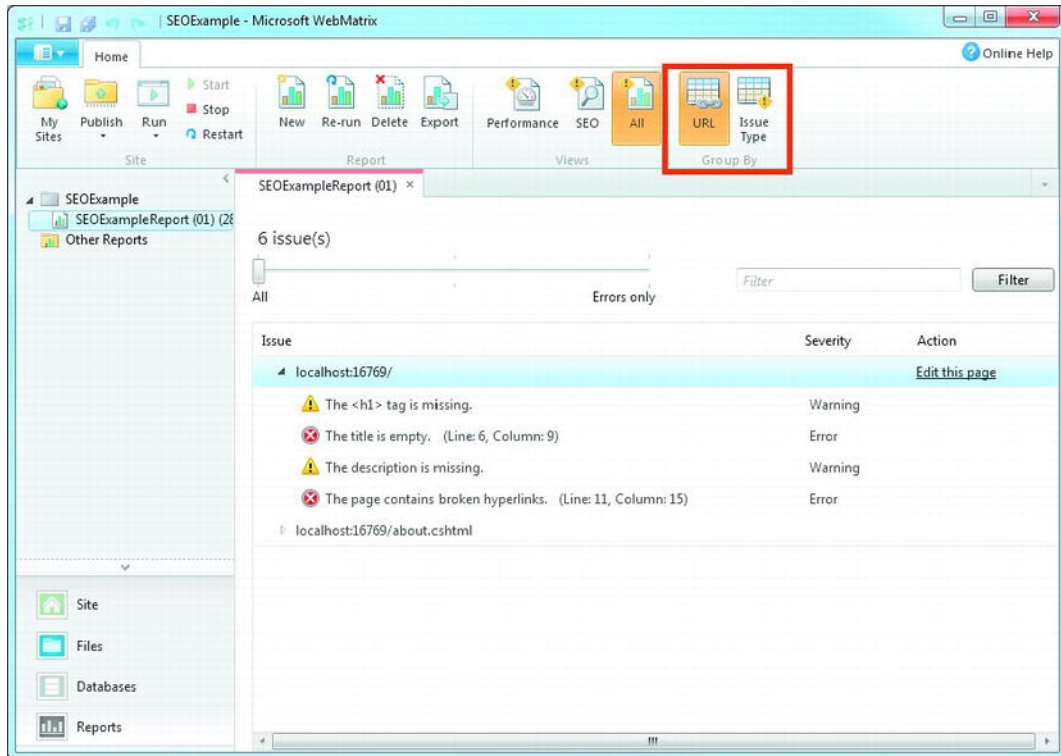 SEOExample - Microsoft WebMatrix
Home
Online Help
My Sites
Publish
Run
Start
Stop
Restart
Site
New
Re-run
Delete
Export
Report
Performance
SEO
All
Views
URL
Issue Type
Group By
SEOExample
SEOExampleReport (01) (28
Other Reports
SEOExampleReport (01) ×
6 issue(s)
All
Errors only
Filter
Filter
Issue Severity Action
localhost:16769/ Edit this page
The <h1> tag is missing. Warning
The title is empty. (Line: 6, Column: 9) Error
The description is missing. Warning
The page contains broken hyperlinks. (Line: 11, Column: 15) Error
localhost:16769/about.cshtml
Site
Files
Databases
Reports